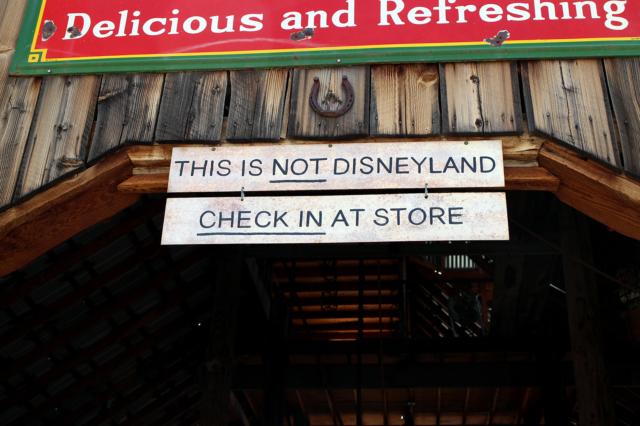 Delicious and Refreshing
THIS IS NOT DISNEYLAND
CHECK IN AT STORE